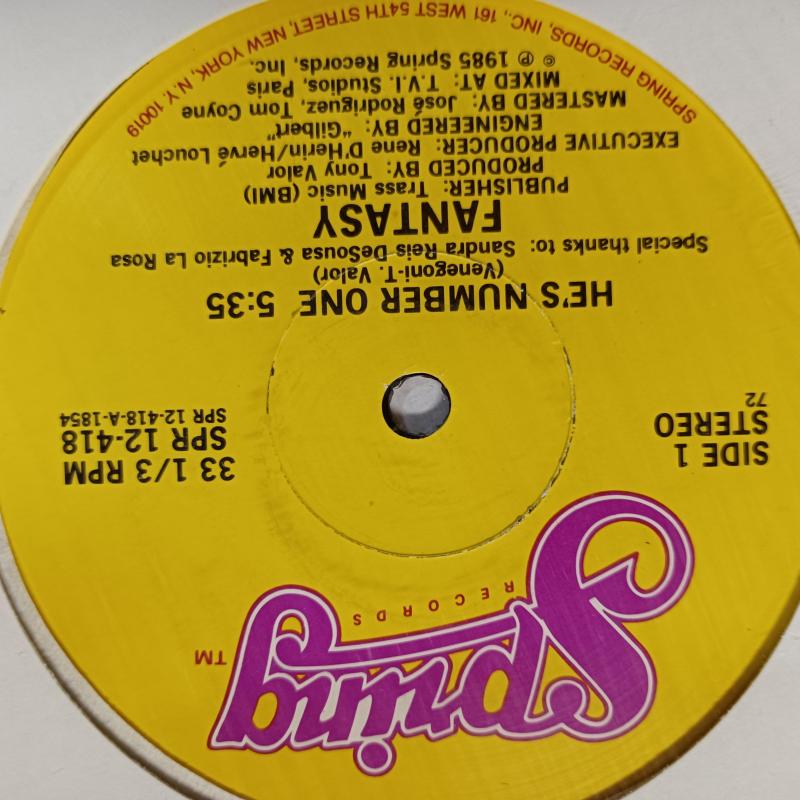 Spring
TM
RECORDS
SIDE 1
STEREO
72
33 1/3 RPM
SPR 12-418
SPR 12-418-A-1854
HE'S NUMBER ONE 5:35
(Venegoni-T. Valor)
Special thanks to: Sandra Reis DeSousa & Fabrizio La Rosa
FANTASY
PUBLISHER: Trass Music (BMI)
PRODUCED BY: Tony Valor
EXECUTIVE PRODUCER: Rene D'Herin/Hervé Louchet
ENGINEERED BY: "Gilbert"
MASTERED BY: José Rodriguez, Tom Coyne
MIXED AT: T.V.I. Studios, Paris
© ℗ 1985 Spring Records, Inc.
SPRING RECORDS, INC., 161 WEST 54TH STREET, NEW YORK, N.Y. 10019